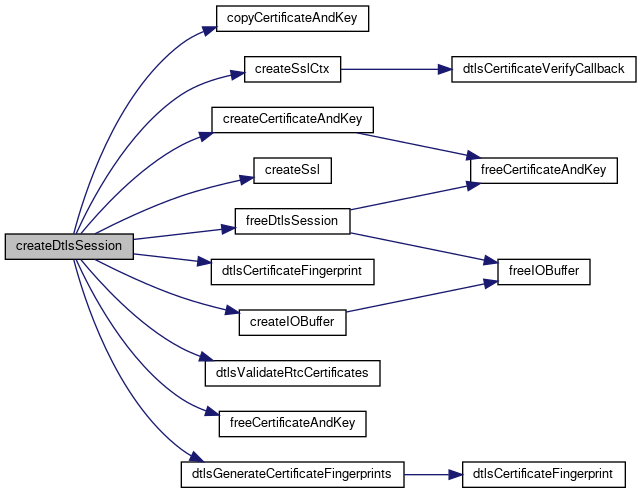 copyCertificateAndKey
createSslCtx
dtlsCertificateVerifyCallback
createCertificateAndKey
createSsl
freeCertificateAndKey
freeDtlsSession
createDtlsSession
dtlsCertificateFingerprint
freeIOBuffer
createIOBuffer
dtlsValidateRtcCertificates
freeCertificateAndKey
dtlsGenerateCertificateFingerprints
dtlsCertificateFingerprint